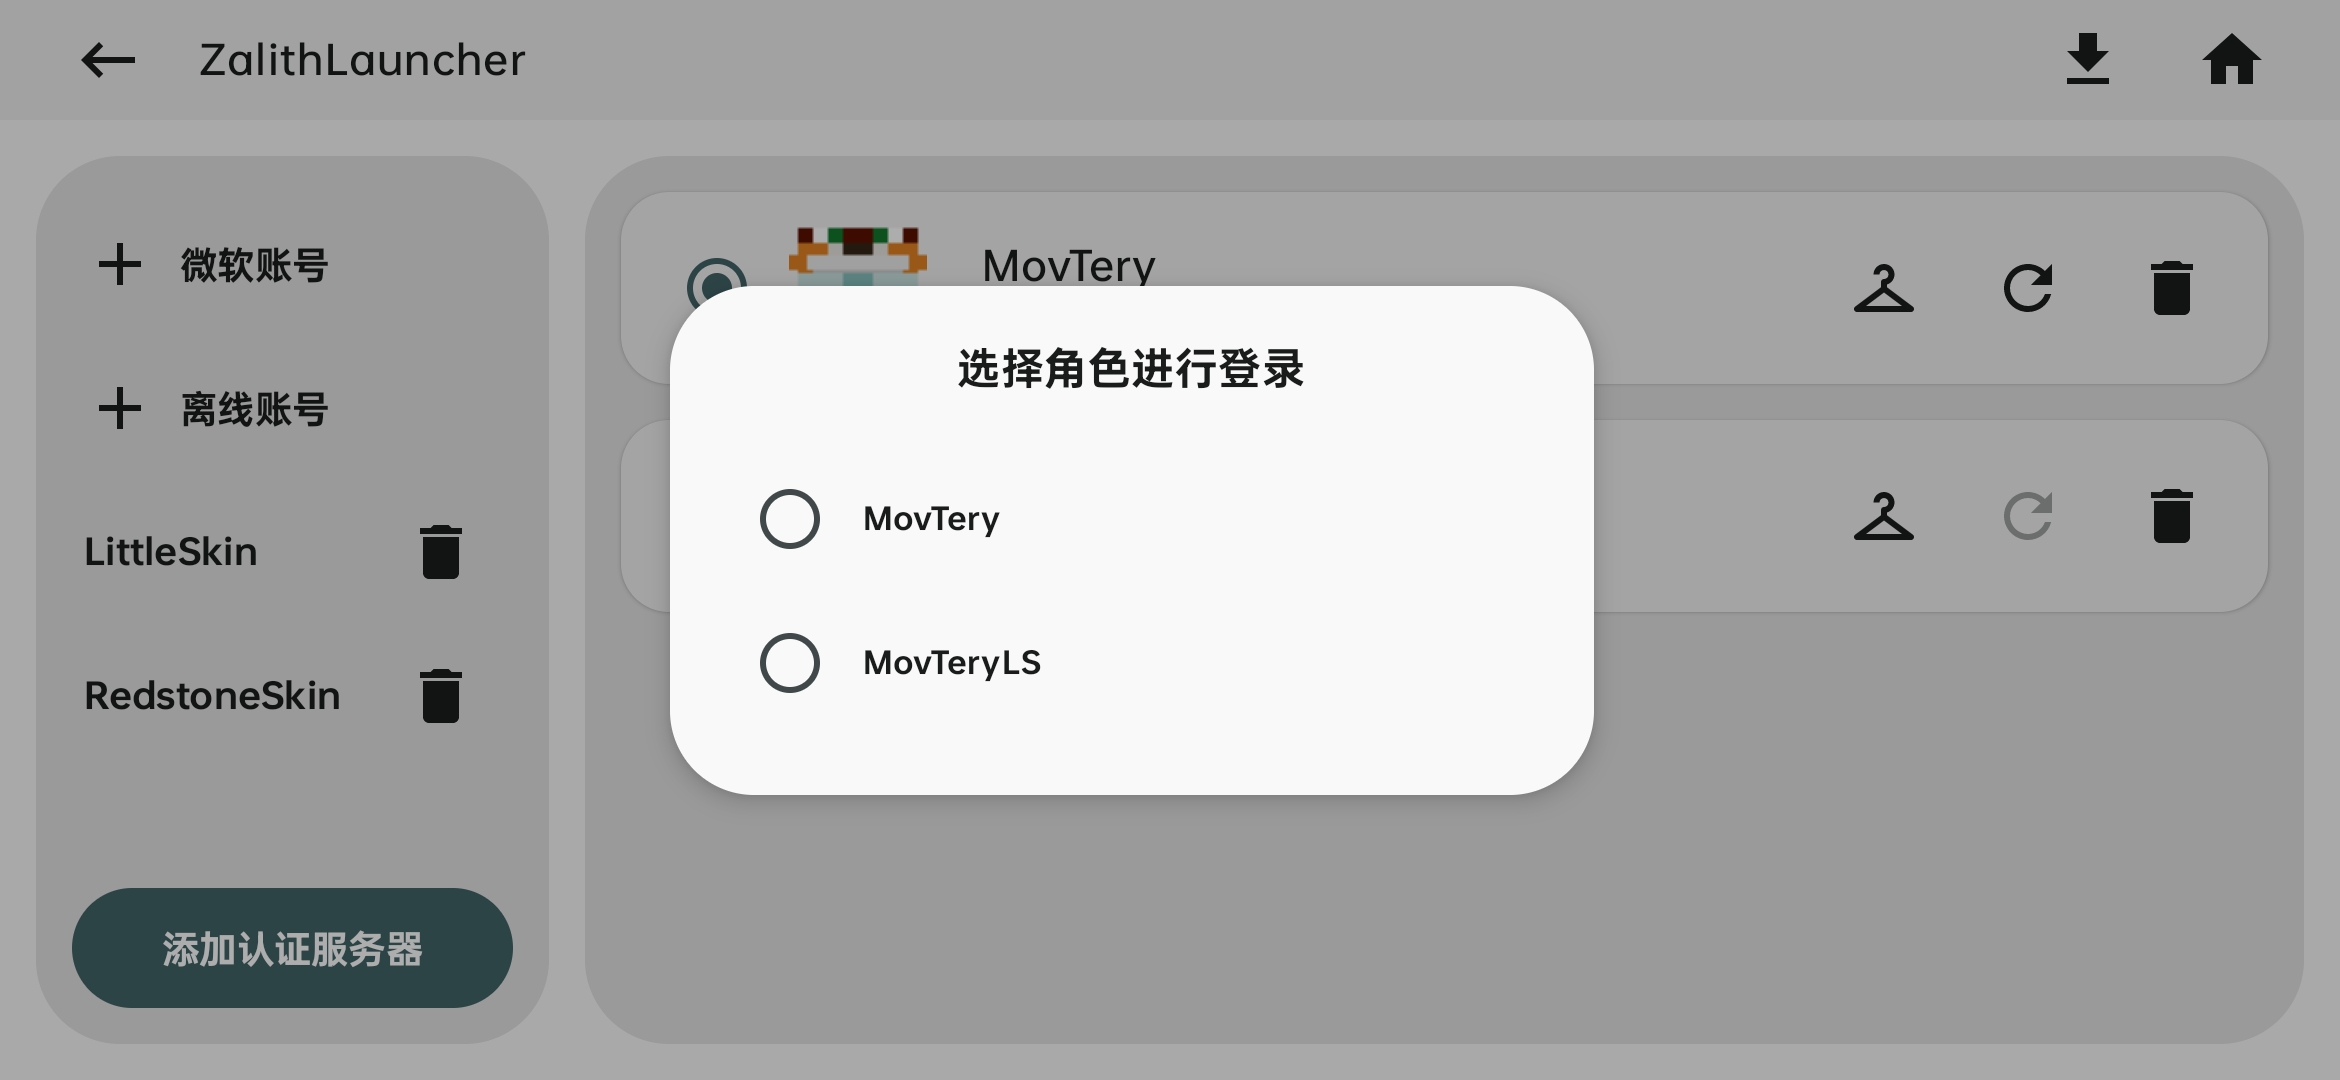 ZalithLauncher
微软账号
离线账号
LittleSkin
RedstoneSkin
添加认证服务器
MovTery
选择角色进行登录
MovTery
MovTeryLS